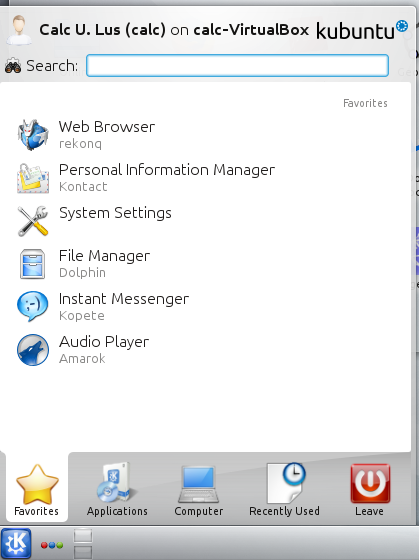 Calc U. Lus (calc) on calc-VirtualBox kubuntu
Search:
Favorites
Web Browser
rekonq
Personal Information Manager
Kontact
System Settings
File Manager
Dolphin
Instant Messenger
Kopete
Audio Player
Amarok
Favorites Applications Computer Recently Used Leave